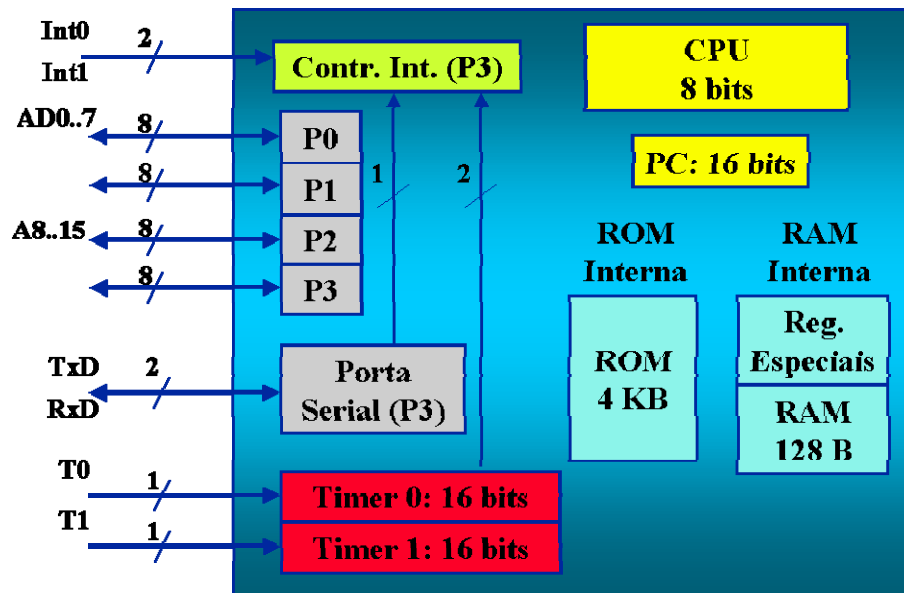 Int0
2
Int1
Contr. Int. (P3)
CPU
8 bits
AD0..7
8
P0
8
P1
1
2
PC: 16 bits
A8..15
8
P2
8
P3
ROM
Interna
RAM
Interna
ROM
4 KB
Reg.
Especiais
RAM
128 B
TxD
2
RxD
Porta
Serial (P3)
T0
1
Timer 0: 16 bits
T1
1
Timer 1: 16 bits